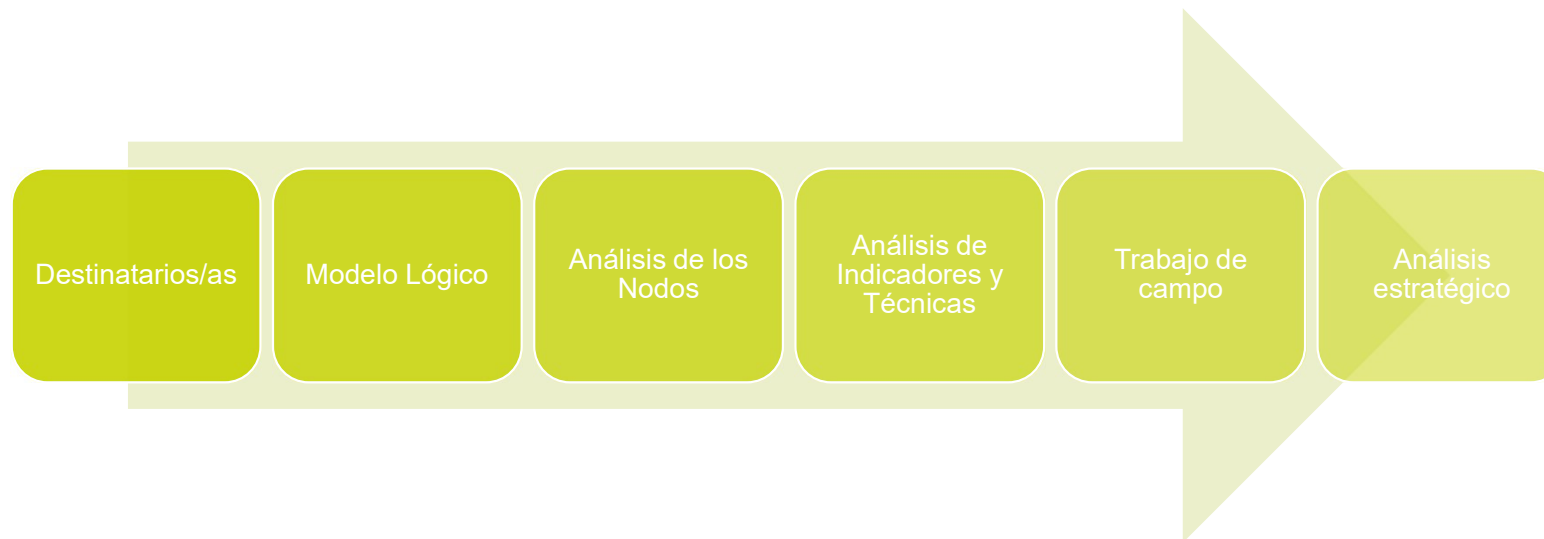 Destinatarios/as
Modelo Lógico
Análisis de los
Nodos
Análisis de
Indicadores y
Técnicas
Trabajo de
campo
Análisis
estratégico